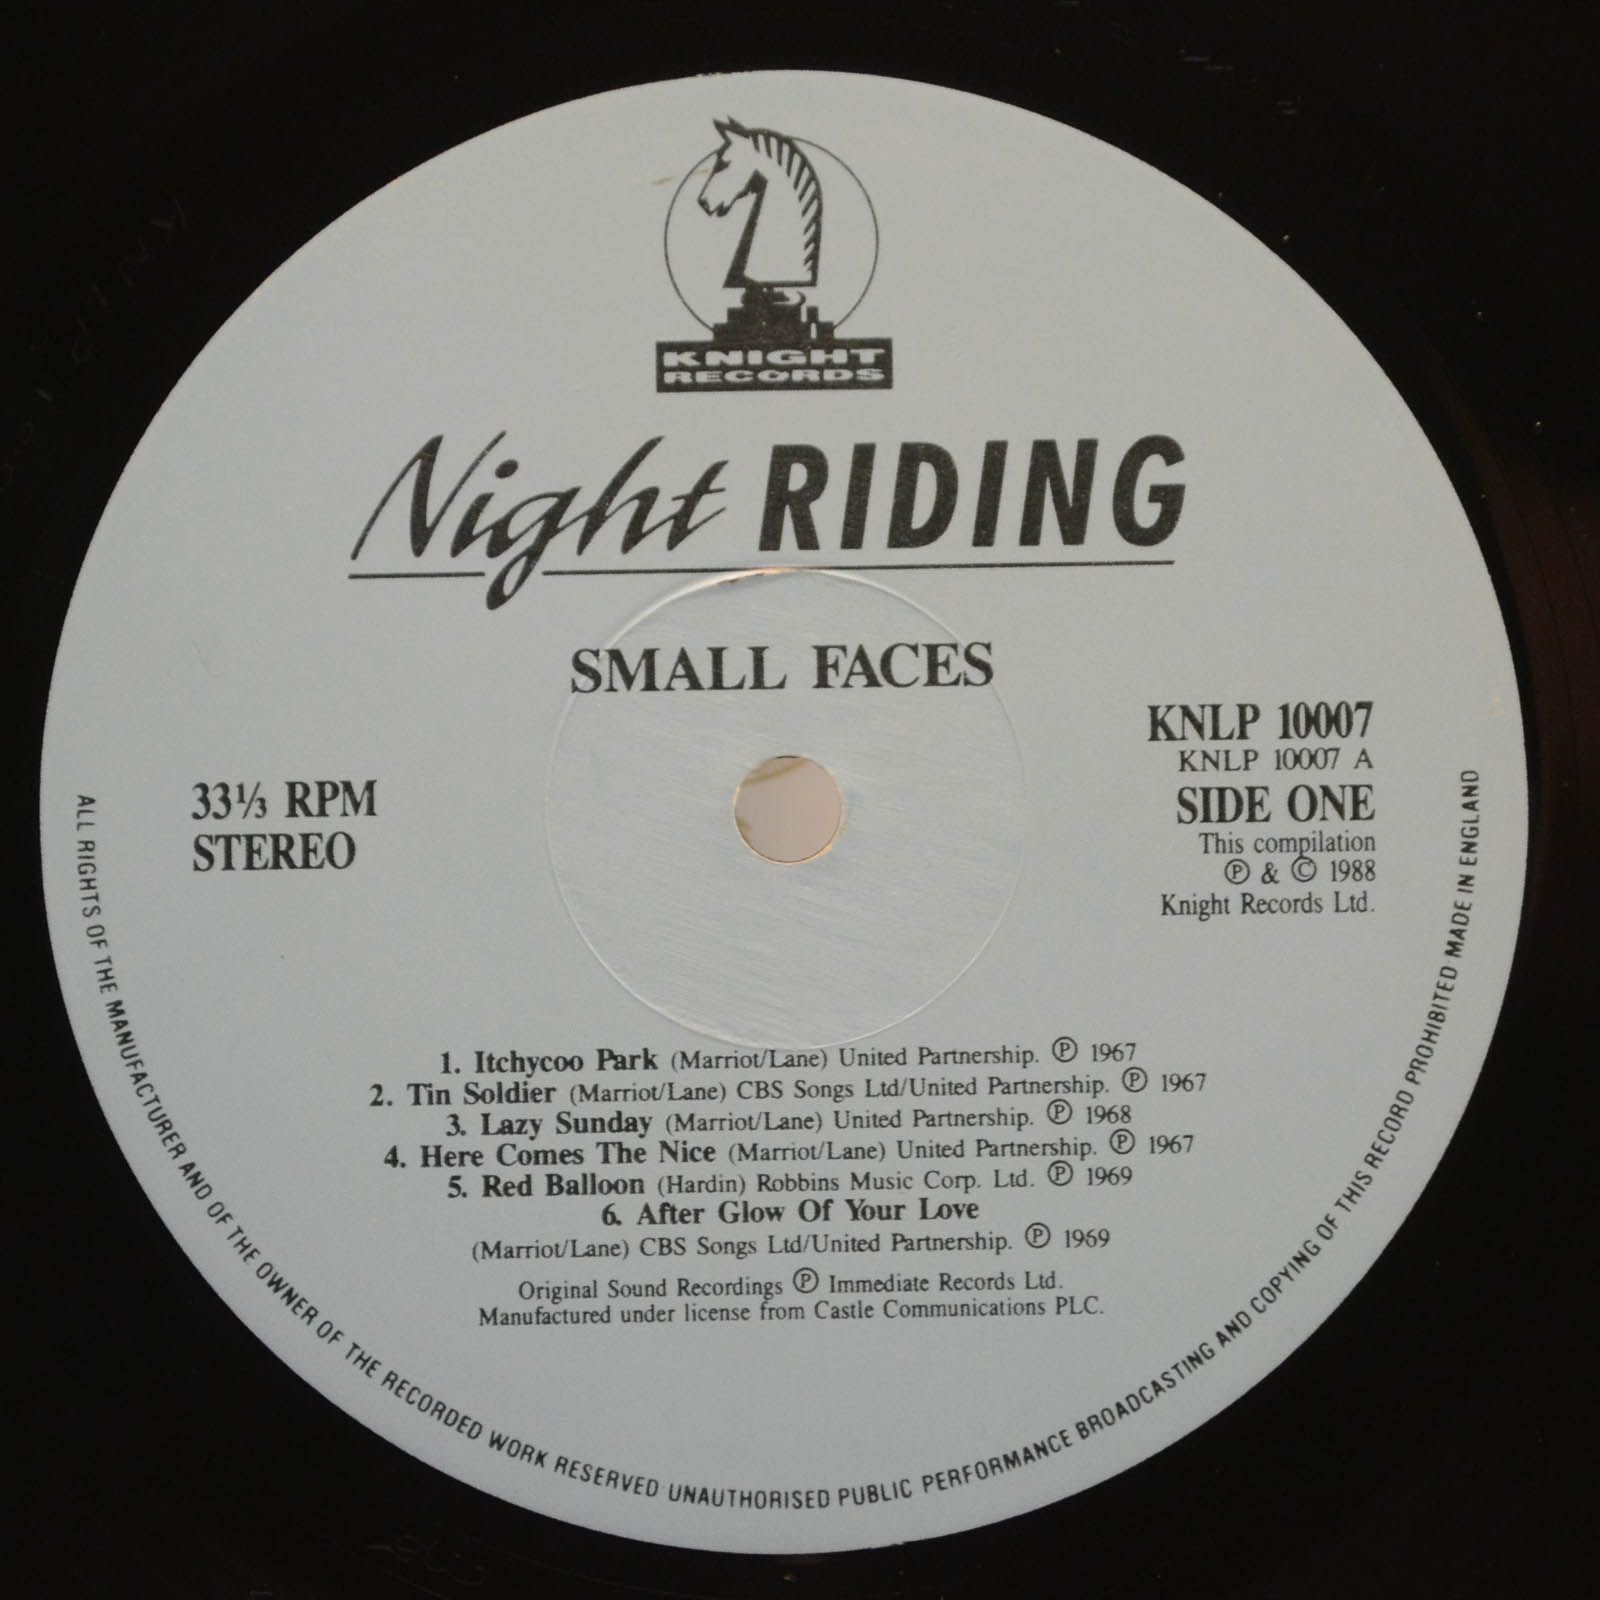 KNIGHT
RECORDS
Night RIDING
SMALL FACES
33⅓ RPM
STEREO
KNLP 10007
KNLP 10007 A
SIDE ONE
This compilation
℗ & © 1988
Knight Records Ltd.
1. Itchycoo Park (Marriot/Lane) United Partnership. ℗ 1967
2. Tin Soldier (Marriot/Lane) CBS Songs Ltd/United Partnership. ℗ 1967
3. Lazy Sunday (Marriot/Lane) United Partnership. ℗ 1968
4. Here Comes The Nice (Marriot/Lane) United Partnership. ℗ 1967
5. Red Balloon (Hardin) Robbins Music Corp. Ltd. ℗ 1969
6. After Glow Of Your Love
(Marriot/Lane) CBS Songs Ltd/United Partnership. ℗ 1969
Original Sound Recordings ℗ Immediate Records Ltd.
Manufactured under license from Castle Communications PLC.
ALL RIGHTS OF THE MANUFACTURER AND OF THE OWNER OF THE RECORDED WORK RESERVED UNAUTHORISED PUBLIC PERFORMANCE BROADCASTING AND COPYING OF THIS RECORD PROHIBITED MADE IN ENGLAND